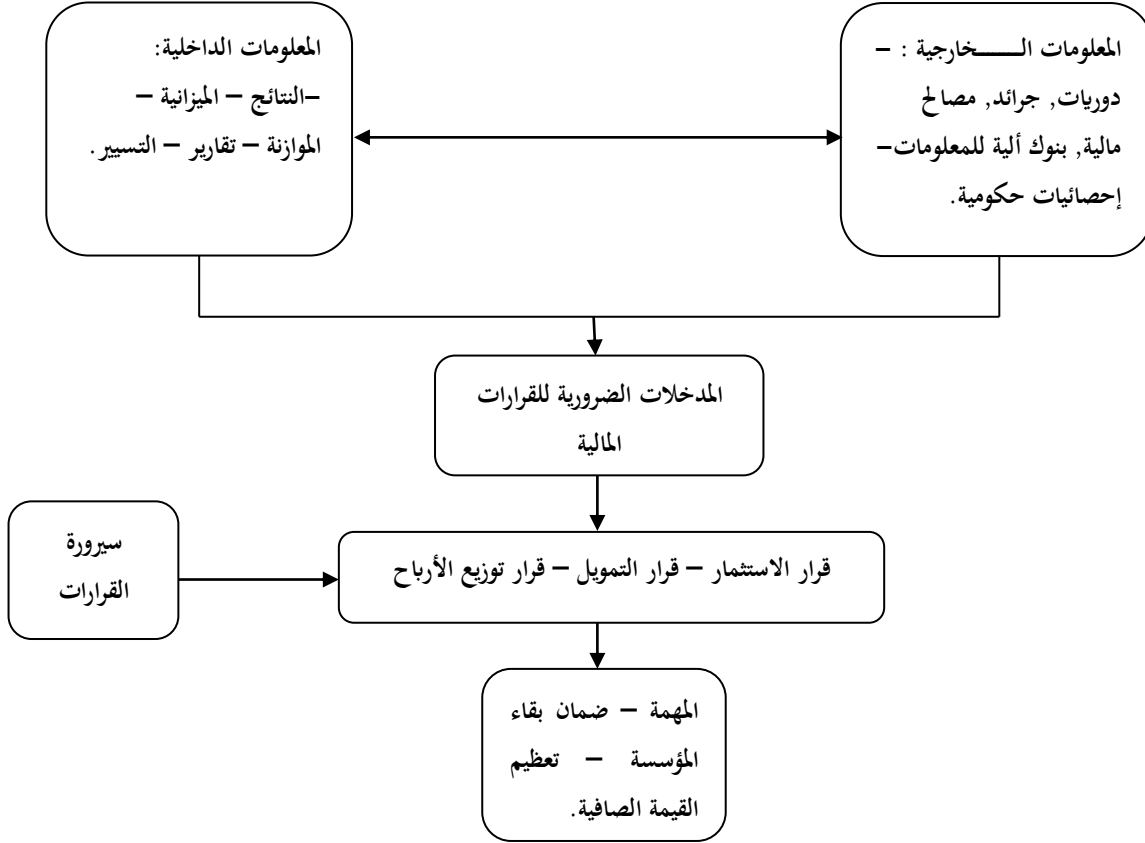 المعلومات الـــــخارجية : –
دوريات, جرائد, مصالح
مالية, بنوك ألية للمعلومات–
إحصائيات حكومية.
المعلومات الداخلية:
–النتائج – الميزانية –
الموازنة – تقارير – التسيير.
المدخلات الضرورية للقرارات
المالية
سيرورة
القرارات
قرار الاستثمار – قرار التمويل – قرار توزيع الأرباح
المهمة – ضمان بقاء
المؤسسة – تعظيم
القيمة الصافية.